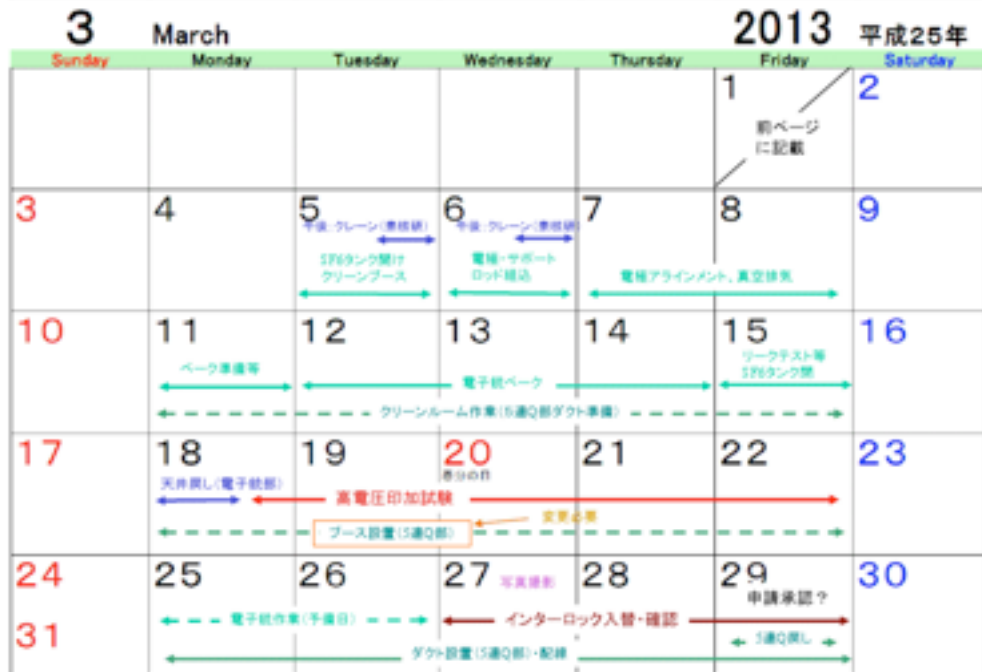 3 March 2013 平成25年
Sunday Monday Tuesday Wednesday Thursday Friday Saturday
1 2
前ページ
に記載
3 4 5 6 7 8 9
午後:クレーン(素核研) 午後:クレーン(素核研)
SF6タンク開け
クリーンブース
電極・サポート
ロッド組込
電極アラインメント、真空排気
10 11 12 13 14 15 16
ベーク準備等
電子銃ベーク
リークテスト等
SF6タンク閉
クリーンルーム作業(5連Q部ダクト準備)
17 18 19 20 21 22 23
春分の日
天井戻し(電子銃部)
高電圧印加試験
変更必要
ブース設置(5連Q部)
24 25 26 27 写真撮影 28 29 30
申請承認?
31
電子銃作業(予備日)
インターロック入替・確認
5連Q戻し
ダクト設置(5連Q部)・配線